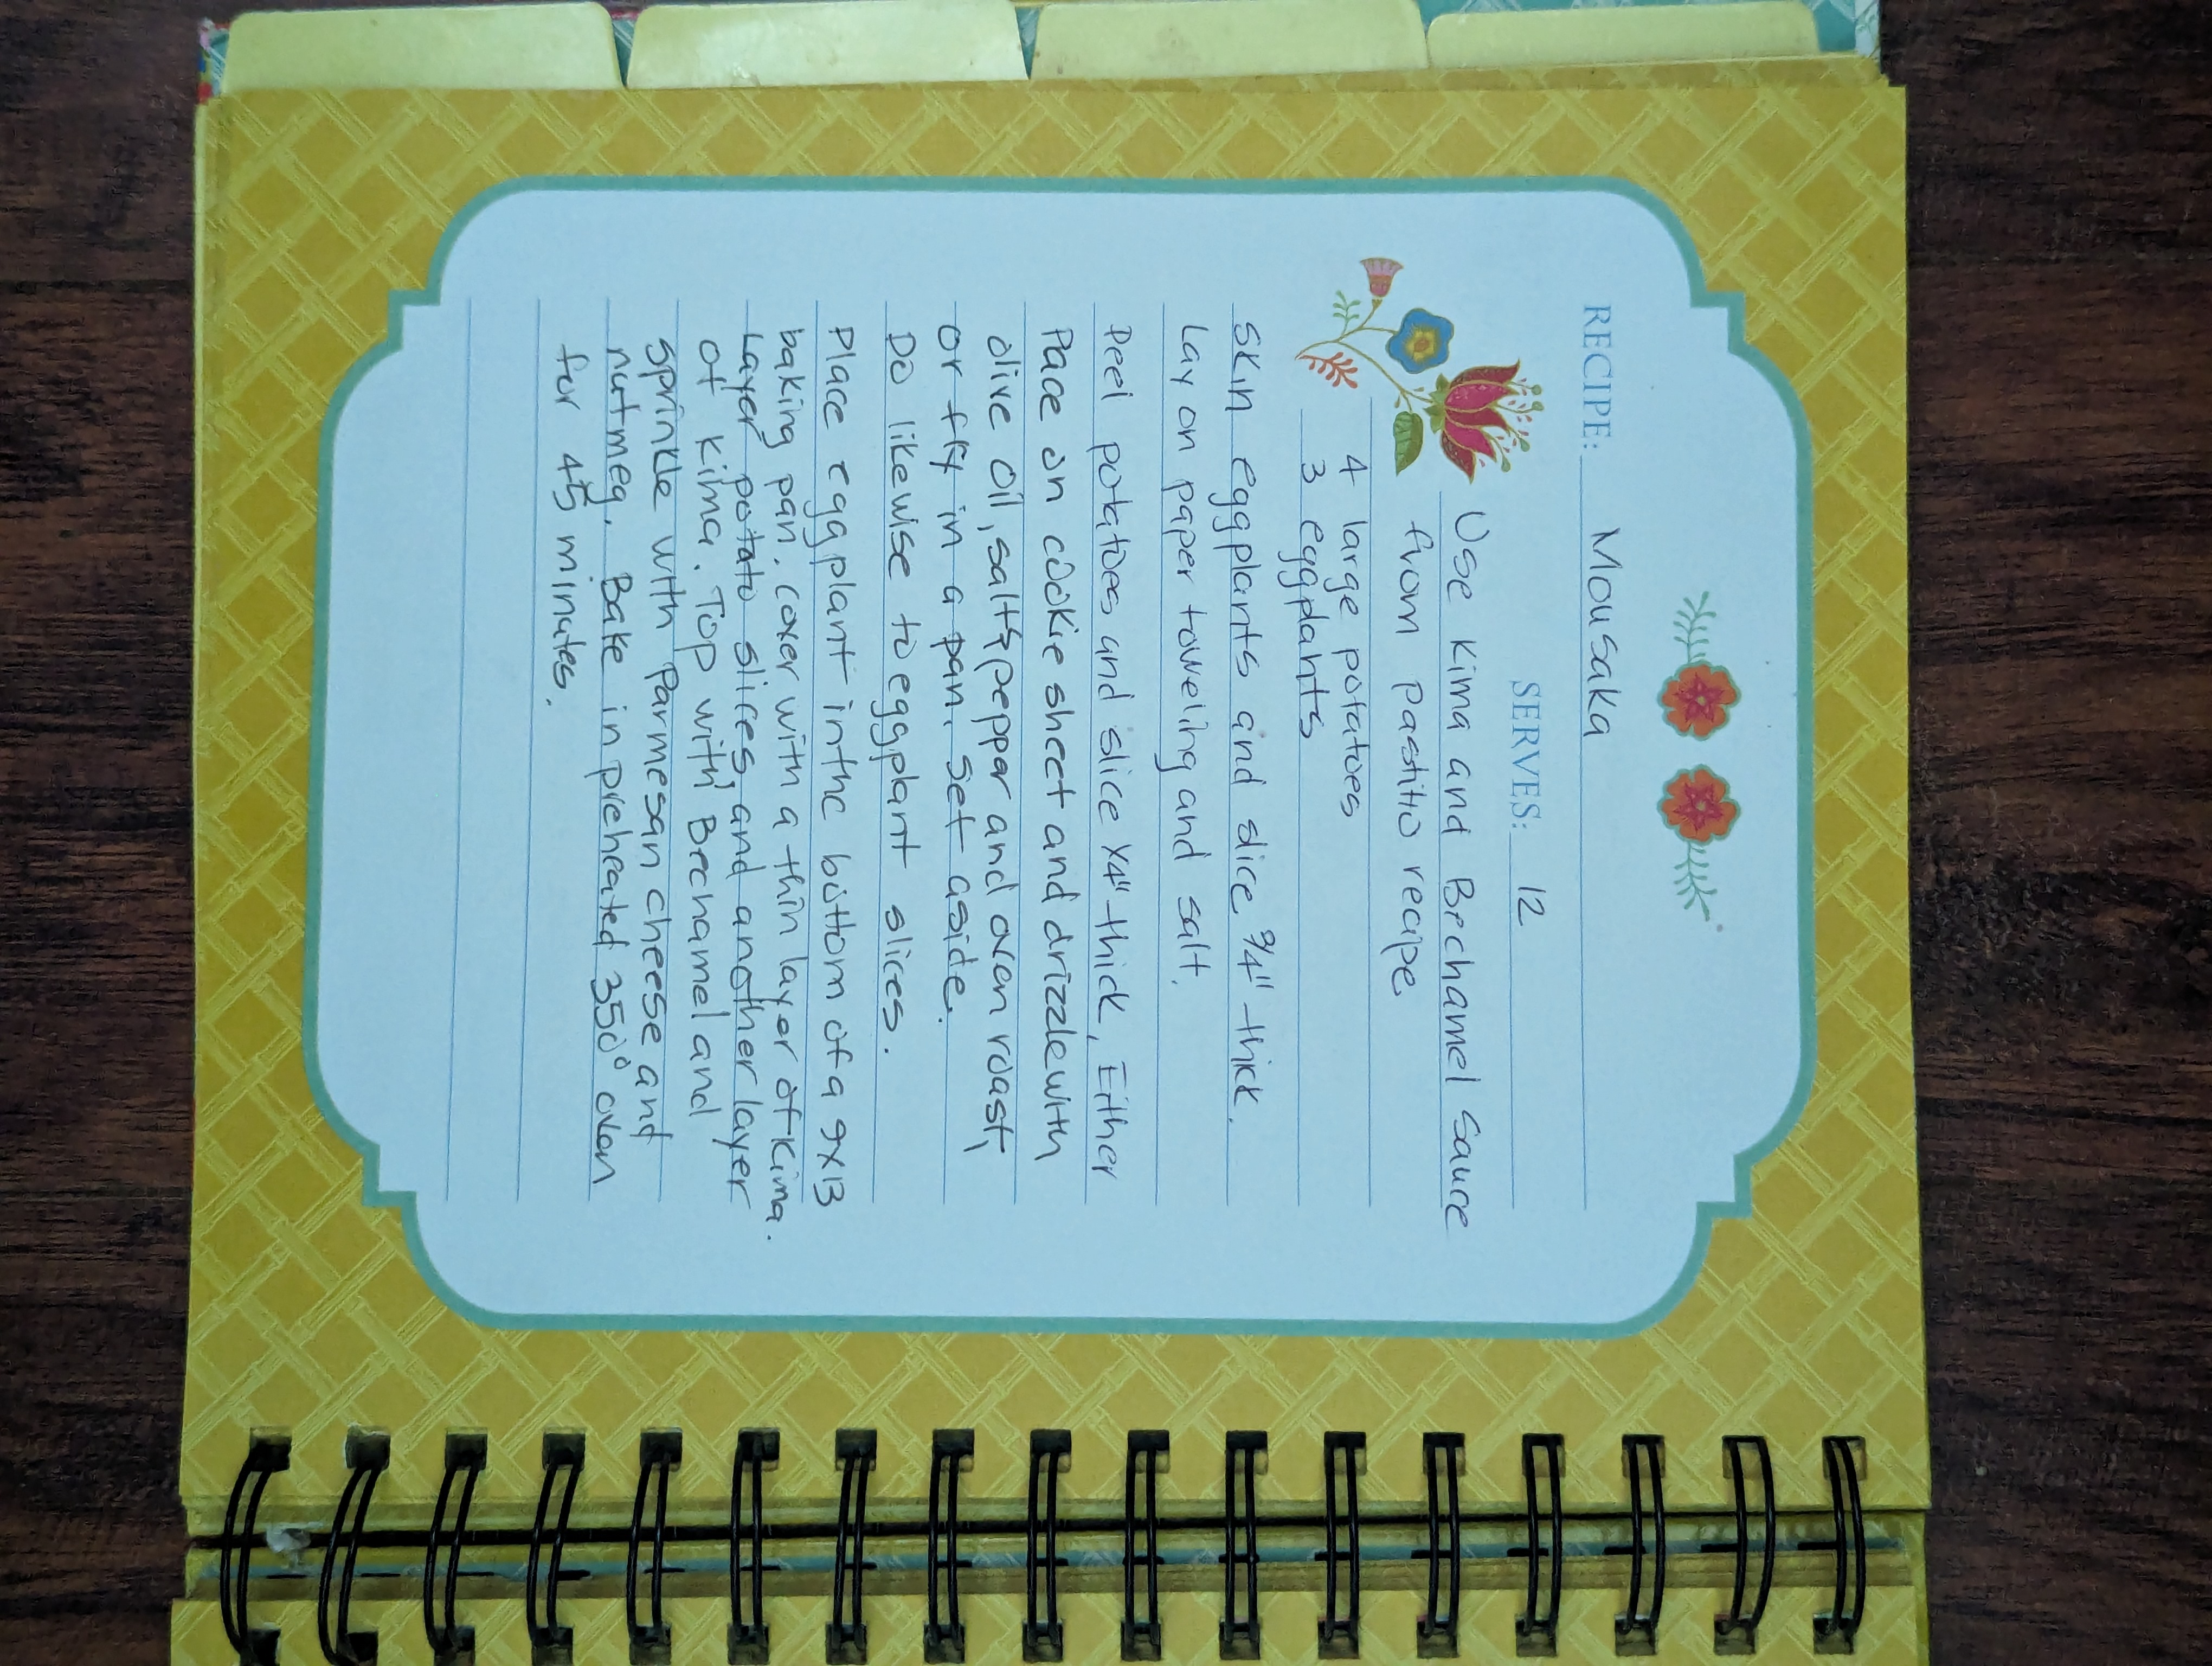 RECIPE: Mousaka
SERVES: 12
Use Kima and Bechamel Sauce
from pastitio recipe
4 large potatoes
3 eggplants
Skin eggplants and slice 3/4" thick.
Lay on paper toweling and salt.
Peel potatoes and slice 1/4" thick, Either
Pace on cookie sheet and drizzle with
olive oil, salt & pepper and oven roast,
or fry in a pan. Set aside.
Do likewise to eggplant slices.
Place eggplant in the bottom of a 9x13
baking pan. Cover with a thin layer of Kima.
Layer potato slices, and another layer
of Kima. Top with Bechamel and
sprinkle with Parmesan cheese and
nutmeg. Bake in preheated 350° oven
for 45 minutes.